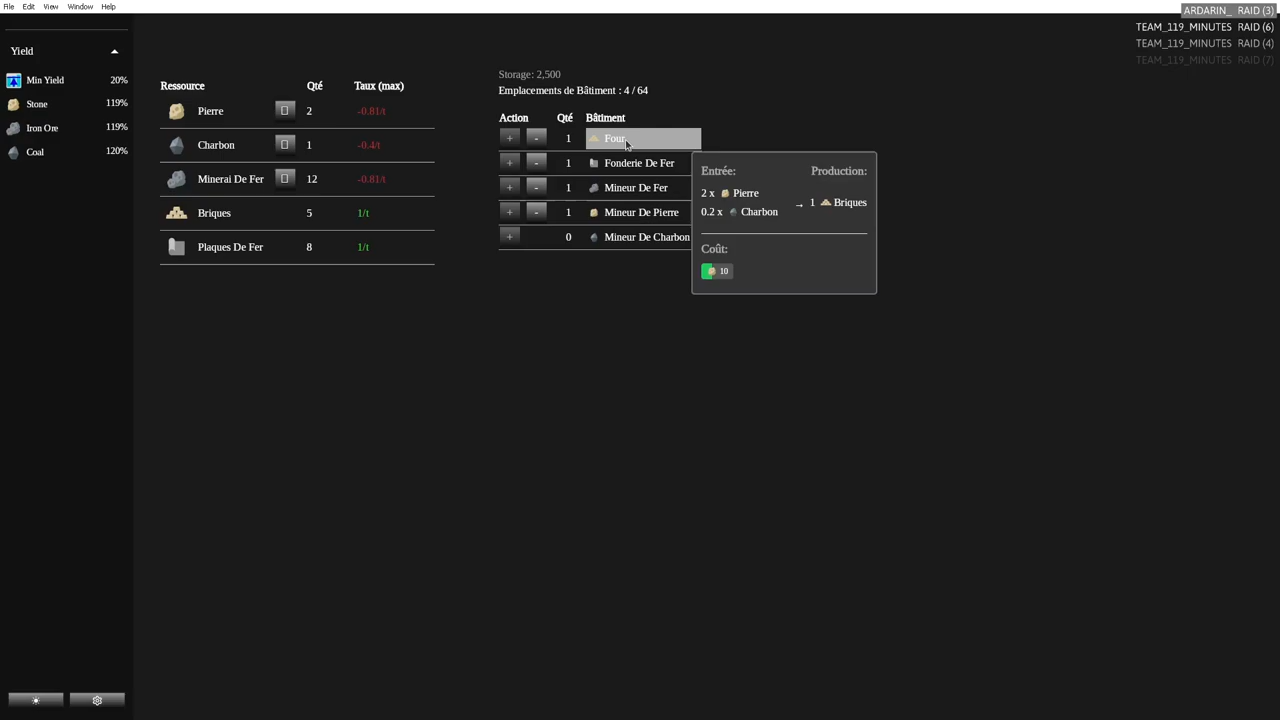 File Edit View Window Help
ARDARIN_ RAID (3)
TEAM_119_MINUTES RAID (6)
TEAM_119_MINUTES RAID (4)
TEAM_119_MINUTES RAID (7)
Yield
Min Yield 20%
Stone 119%
Iron Ore 119%
Coal 120%
Ressource Qté Taux (max)
Pierre 2 -0.81/t
Charbon 1 -0.4/t
Minerai De Fer 12 -0.81/t
Briques 5 1/t
Plaques De Fer 8 1/t
Storage: 2,500
Emplacements de Bâtiment : 4 / 64
Action Qté Bâtiment
+ - 1 Four
+ - 1 Fonderie De Fer
+ - 1 Mineur De Fer
+ - 1 Mineur De Pierre
+ 0 Mineur De Charbon
Entrée: Production:
2 x Pierre
0.2 x Charbon
→ 1 Briques
Coût:
10